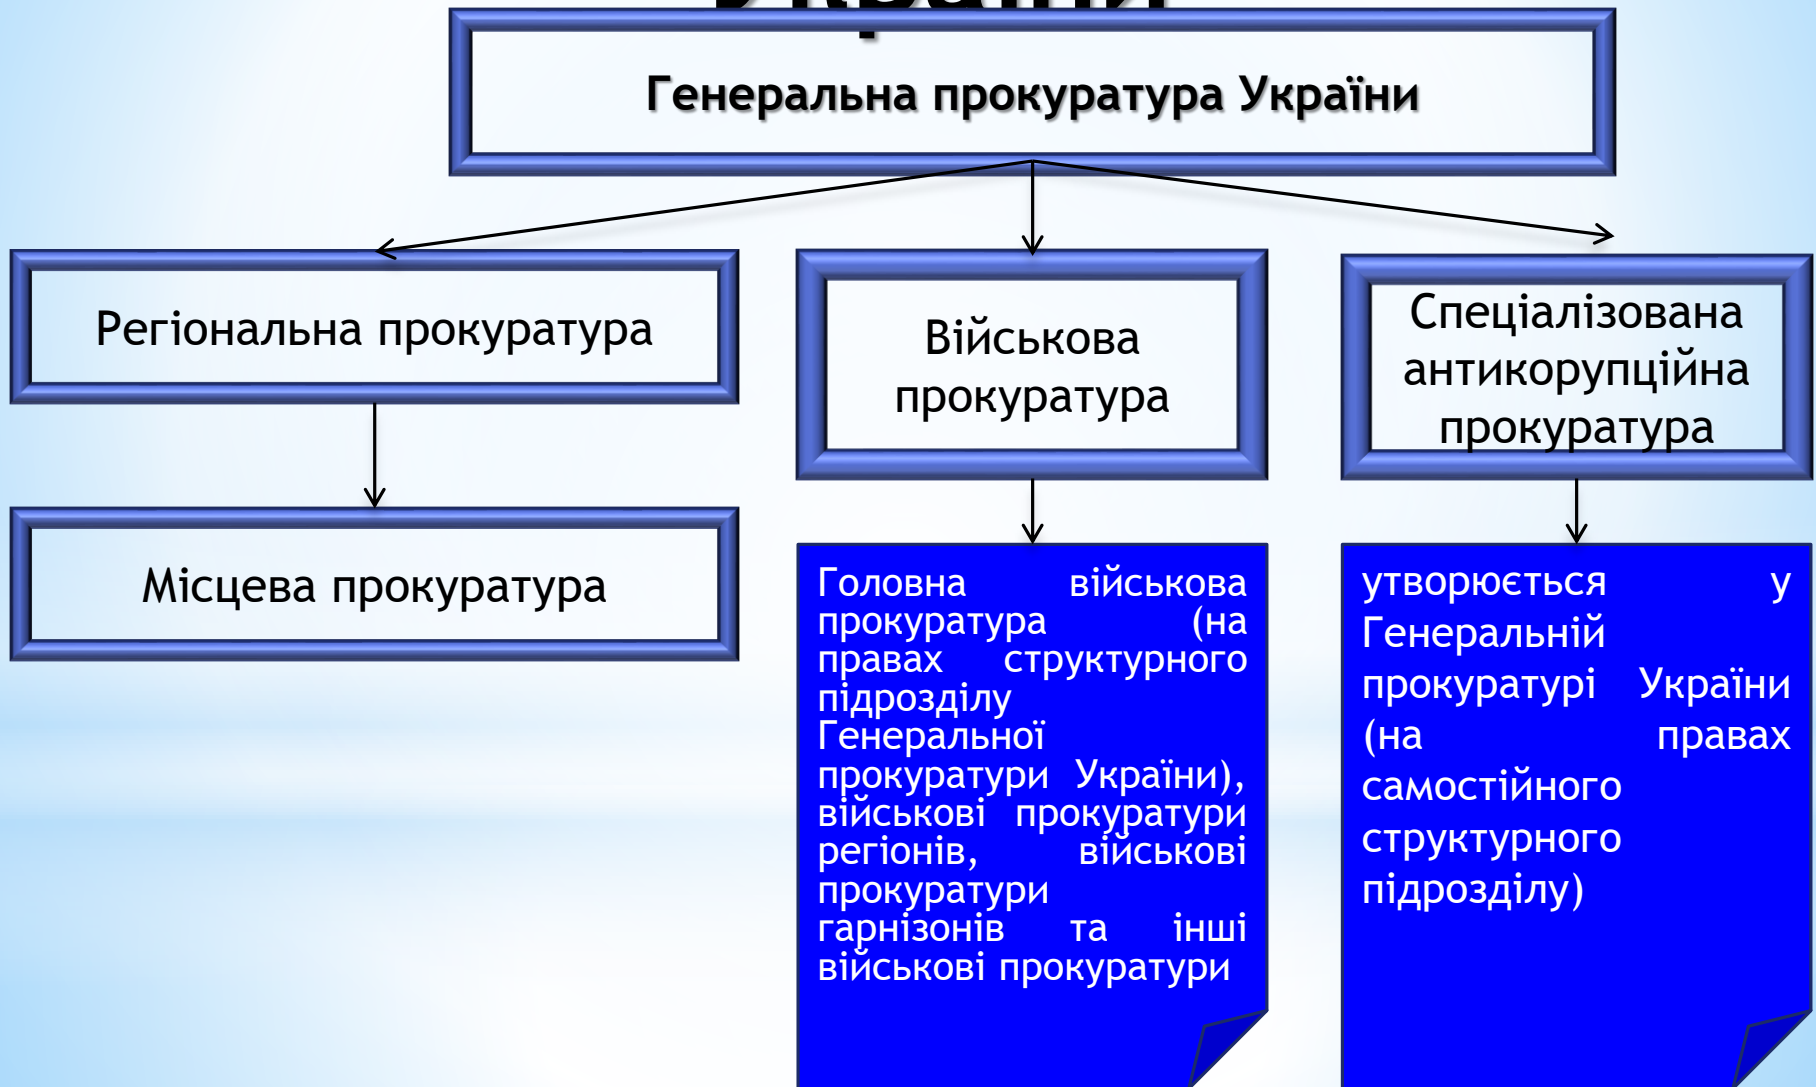 України
Генеральна прокуратура України
Регіональна прокуратура
Військова
прокуратура
Спеціалізована
антикорупційна
прокуратура
Місцева прокуратура
Головна військова
прокуратура (на
правах структурного
підрозділу
Генеральної
прокуратури України),
військові прокуратури
регіонів, військові
прокуратури
гарнізонів та інші
військові прокуратури
утворюється у
Генеральній
прокуратурі України
(на правах
самостійного
структурного
підрозділу)